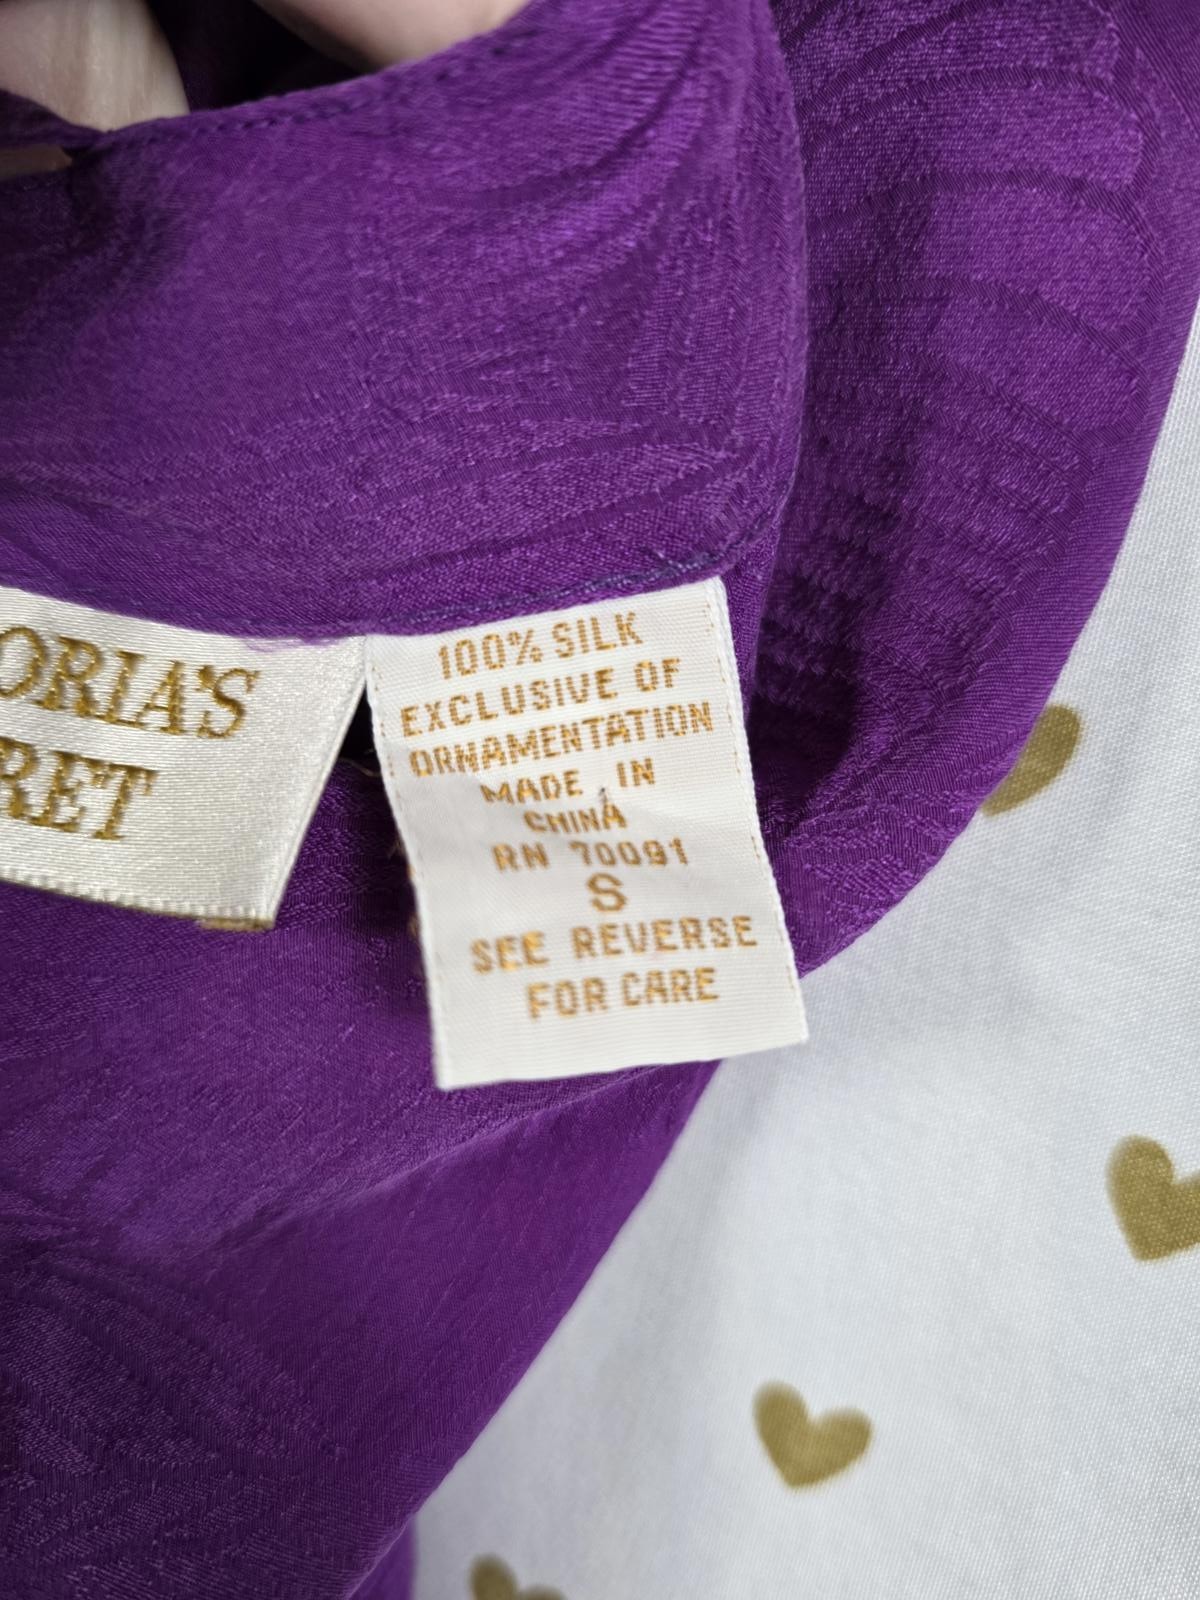 ORIA'S
RET
100% SILK
EXCLUSIVE OF
ORNAMENTATION
MADE IN
CHINA
RN 70091
S
SEE REVERSE
FOR CARE